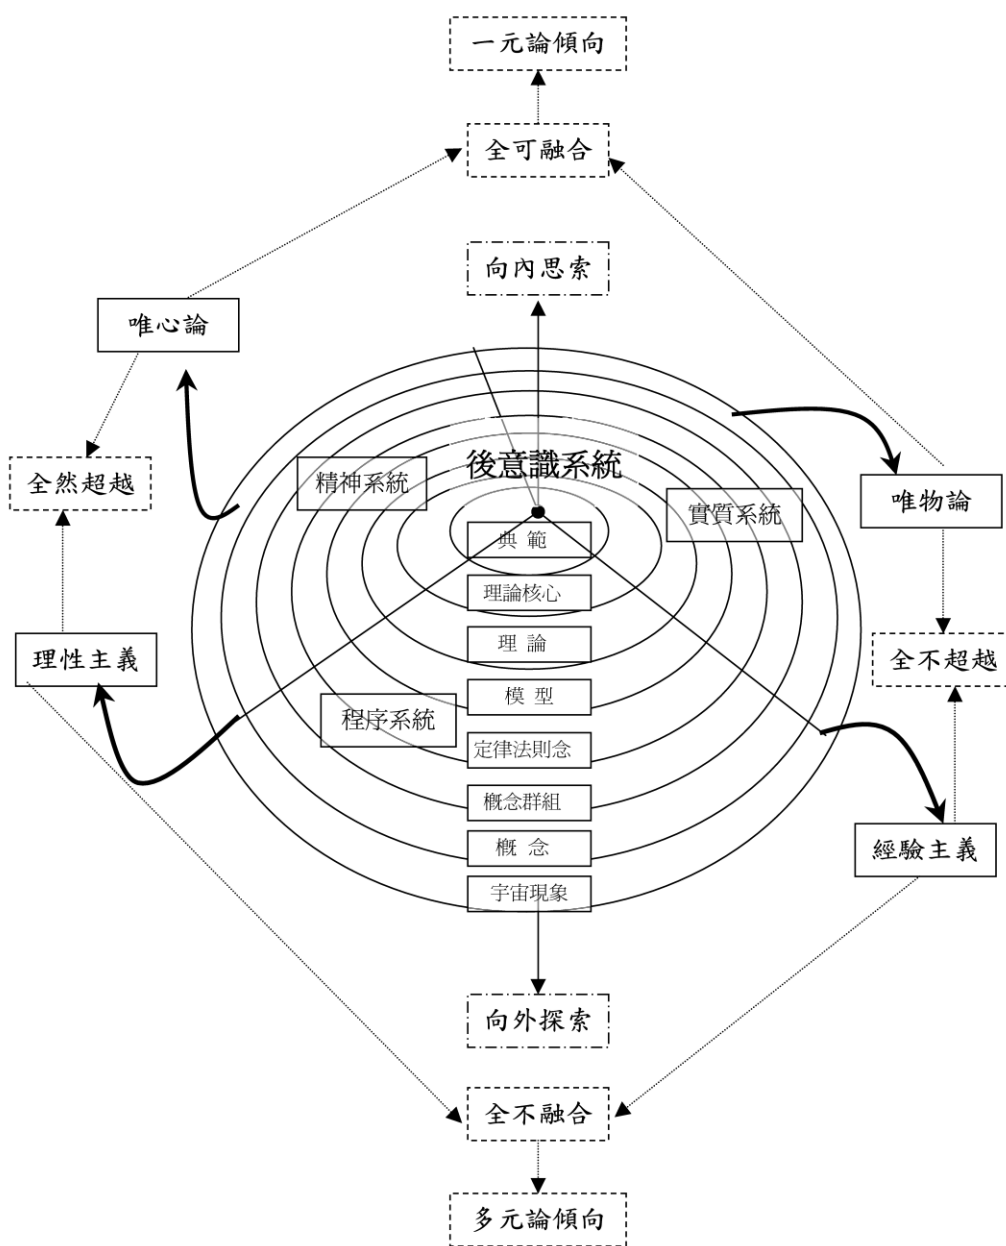 一元論傾向
全可融合
向內思索
唯心論
後意識系統
全然超越
精神系統
實質系統
唯物論
典 範
理論核心
理 論
理性主義
全不超越
模 型
程序系統
定律法則念
概念群組
概 念
經驗主義
宇宙現象
向外探索
全不融合
多元論傾向